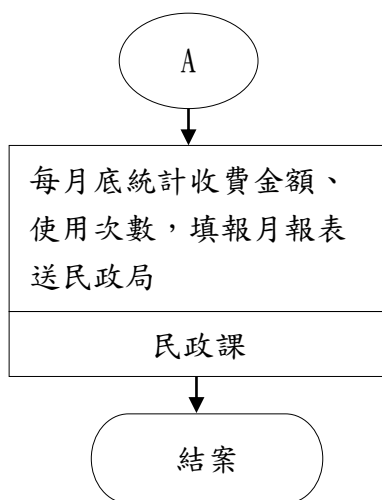 A
每月底統計收費金額、
使用次數，填報月報表
送民政局
民政課
結案